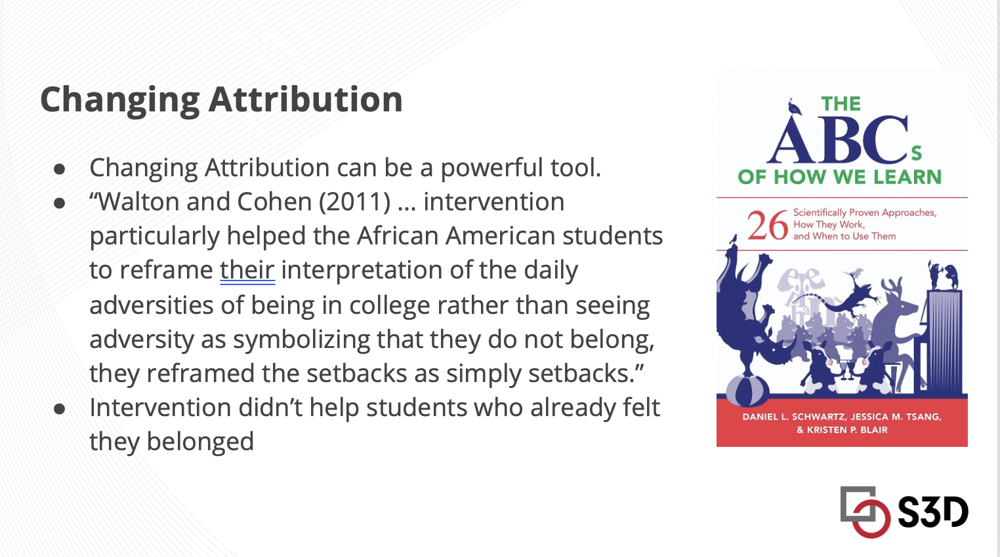 Changing Attribution
● Changing Attribution can be a powerful tool.
● “Walton and Cohen (2011) … intervention
particularly helped the African American students
to reframe their interpretation of the daily
adversities of being in college rather than seeing
adversity as symbolizing that they do not belong,
they reframed the setbacks as simply setbacks.”
● Intervention didn’t help students who already felt
they belonged
THE
ABCs
OF HOW WE LEARN
26
Scientifically Proven Approaches,
How They Work,
and When to Use Them
DANIEL L. SCHWARTZ, JESSICA M. TSANG,
& KRISTEN P. BLAIR
S3D